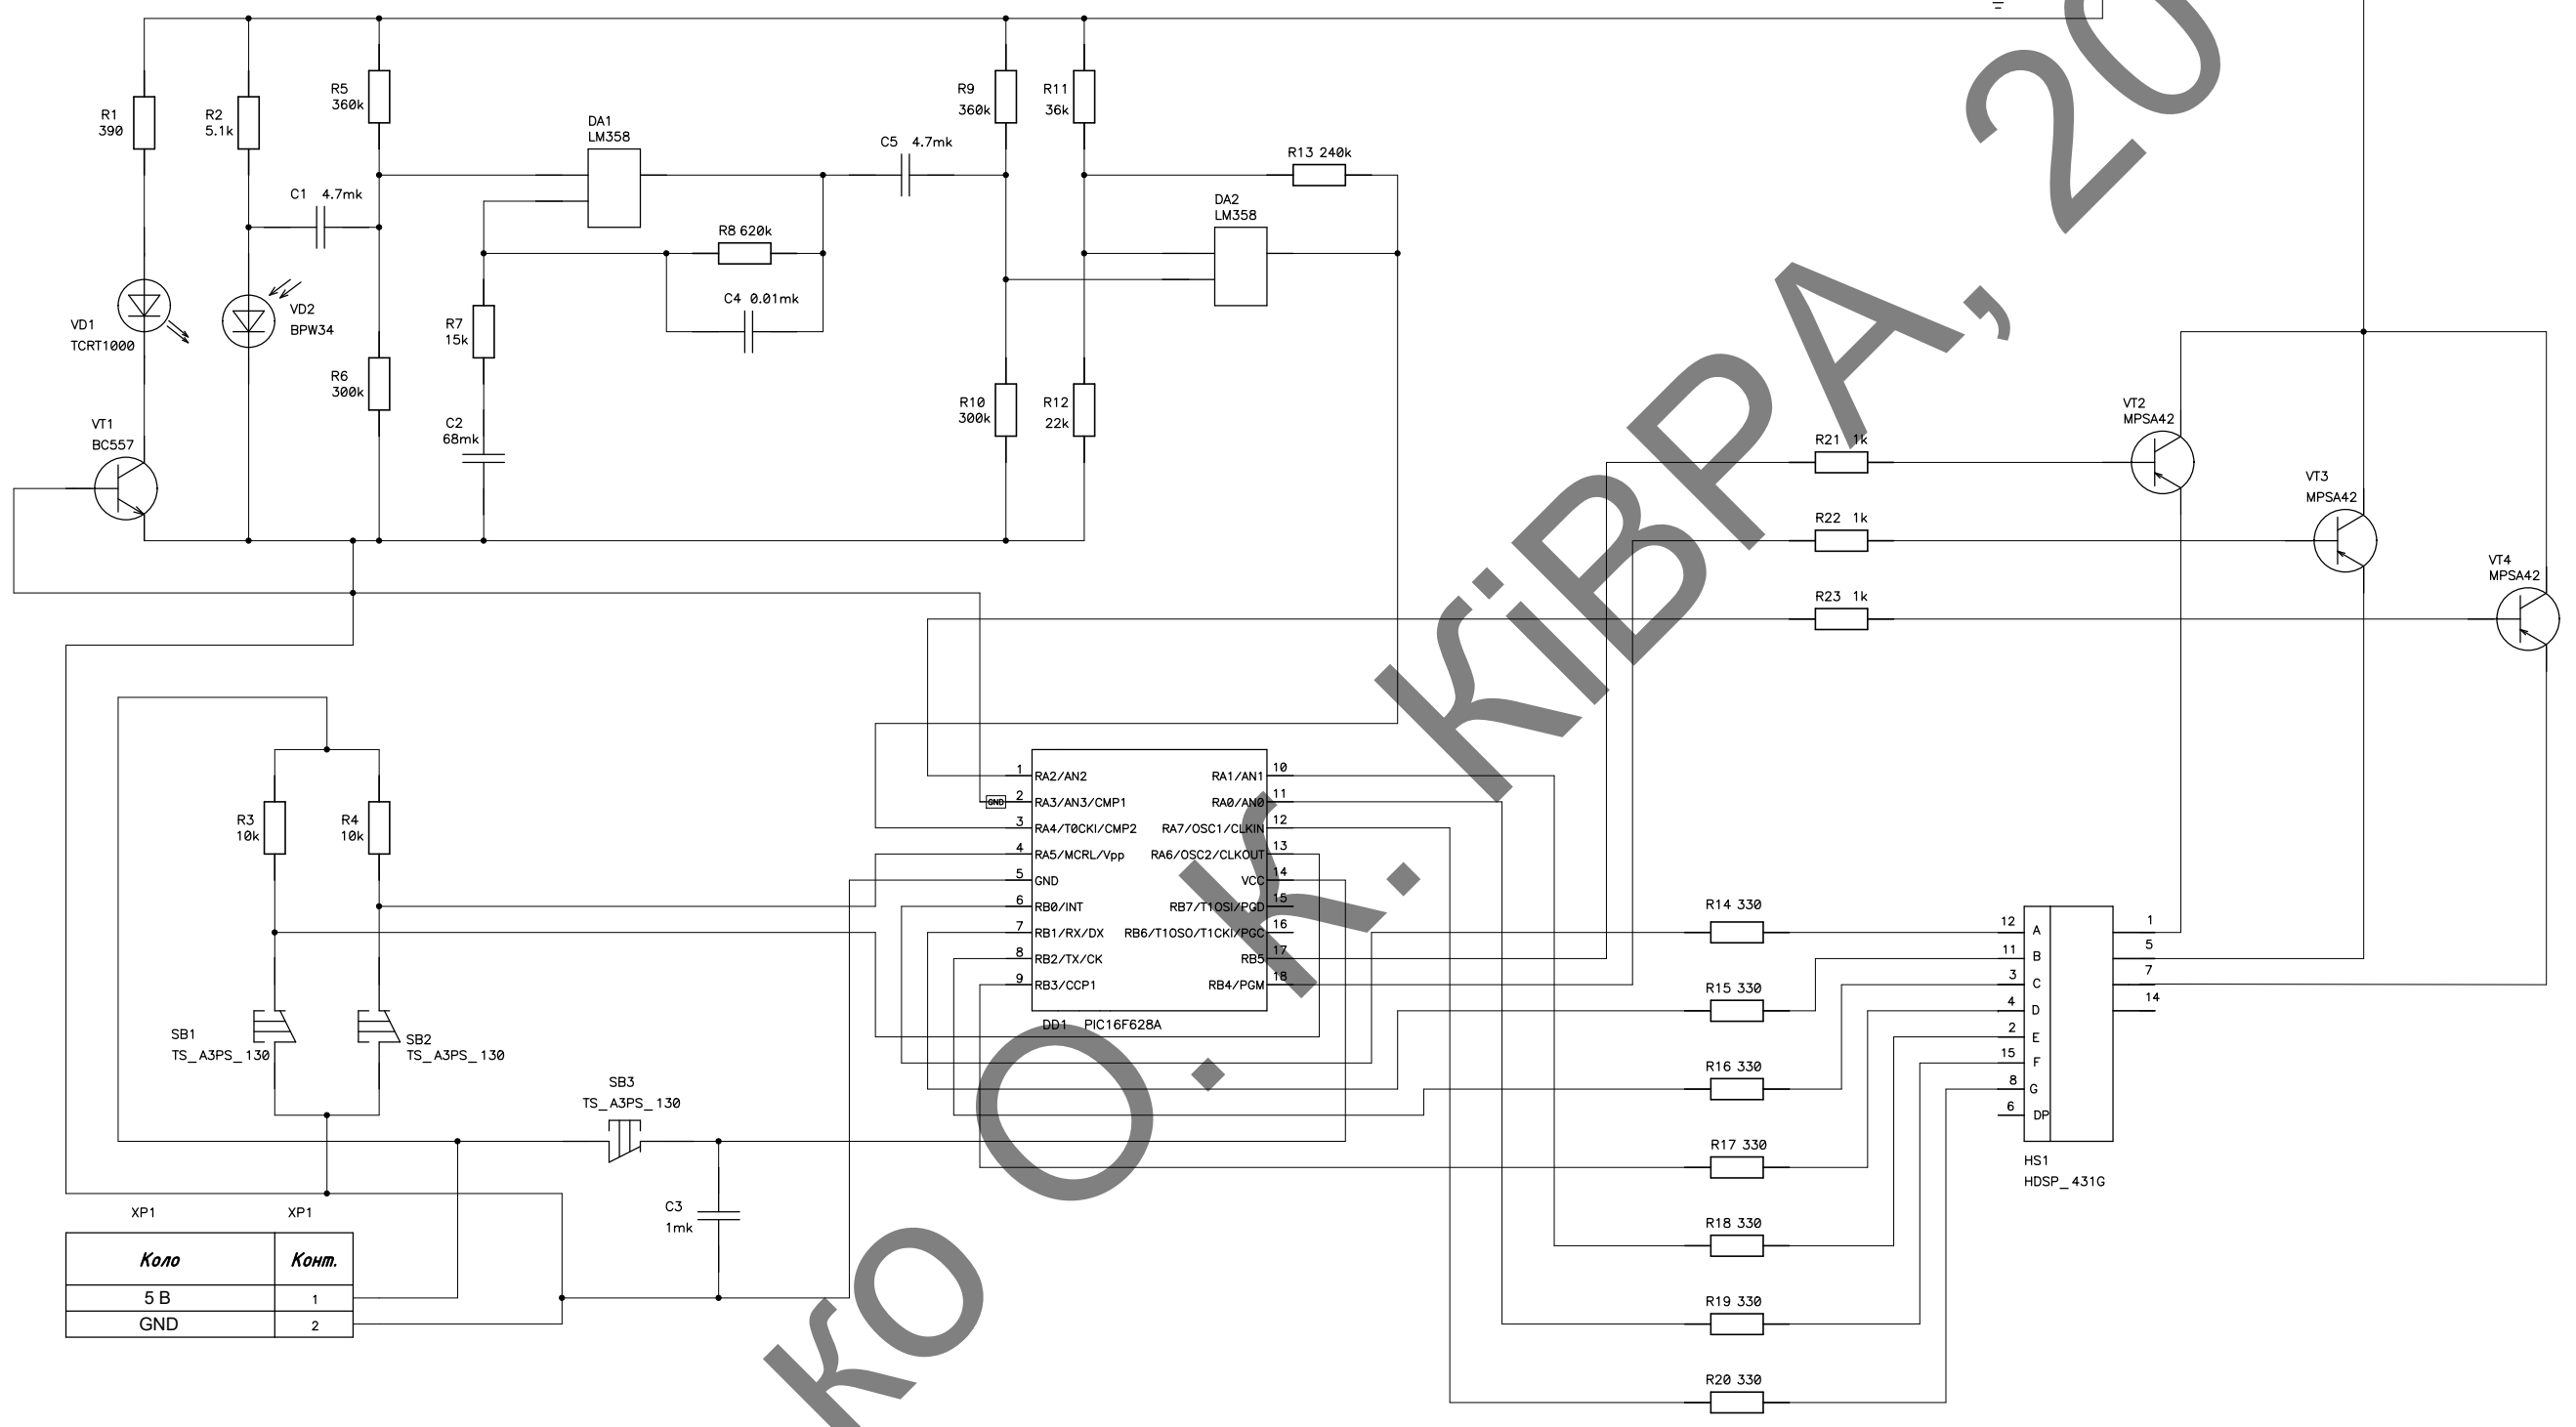 R1
390
R2
5.1k
R5
360k
C1 4.7mk
DA1
LM358
C5 4.7mk
R9
360k
R11
36k
R13 240k
DA2
LM358
R8 620k
C4 0.01mk
VD1
TCRT1000
VD2
BPW34
R7
15k
R6
300k
C2
68mk
R10
300k
R12
22k
VT1
BC557
R21 1k
R22 1k
R23 1k
VT2
MPSA42
VT3
MPSA42
VT4
MPSA42
R3
10k
R4
10k
SB1
TS_A3PS_130
SB2
TS_A3PS_130
SB3
TS_A3PS_130
C3
1mk
GND
1 RA2/AN2
2 RA3/AN3/CMP1
3 RA4/T0CKI/CMP2
4 RA5/MCRL/Vpp
5 GND
6 RB0/INT
7 RB1/RX/DX
8 RB2/TX/CK
9 RB3/CCP1
RA1/AN1 10
RA0/AN0 11
RA7/OSC1/CLKIN 12
RA6/OSC2/CLKOUT 13
VCC 14
RB7/T1OSI/PGD 15
RB6/T1OSO/T1CKI/PGC 16
RB5 17
RB4/PGM 18
DD1 PIC16F628A
R14 330
R15 330
R16 330
R17 330
R18 330
R19 330
R20 330
12 A 1
11 B 5
3 C 7
4 D 14
2 E
15 F
8 G
6 DP
HS1
HDSP_431G
XP1 XP1
Коло Конт.
5 В 1
GND 2
ко О. К. КіВРА, 20